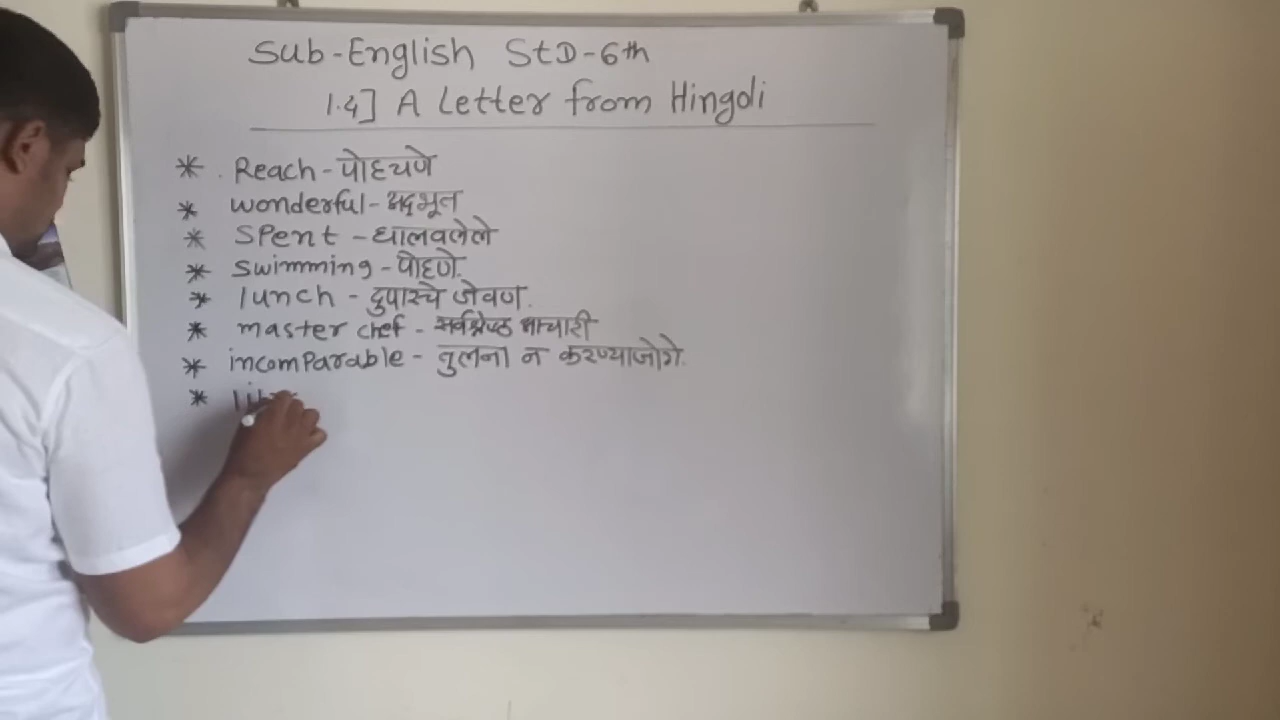 Sub-English StD-6th
1.4] A Letter from Hingoli
* Reach - पोहचणे
* wonderful - अदभूत
* Spent - घालवलेले
* swimming - पोहणे.
* lunch - दुपारचे जेवण.
* master chef - सर्वश्रेष्ठ आचारी
* incomparable - तुलना न करण्याजोगे.
*